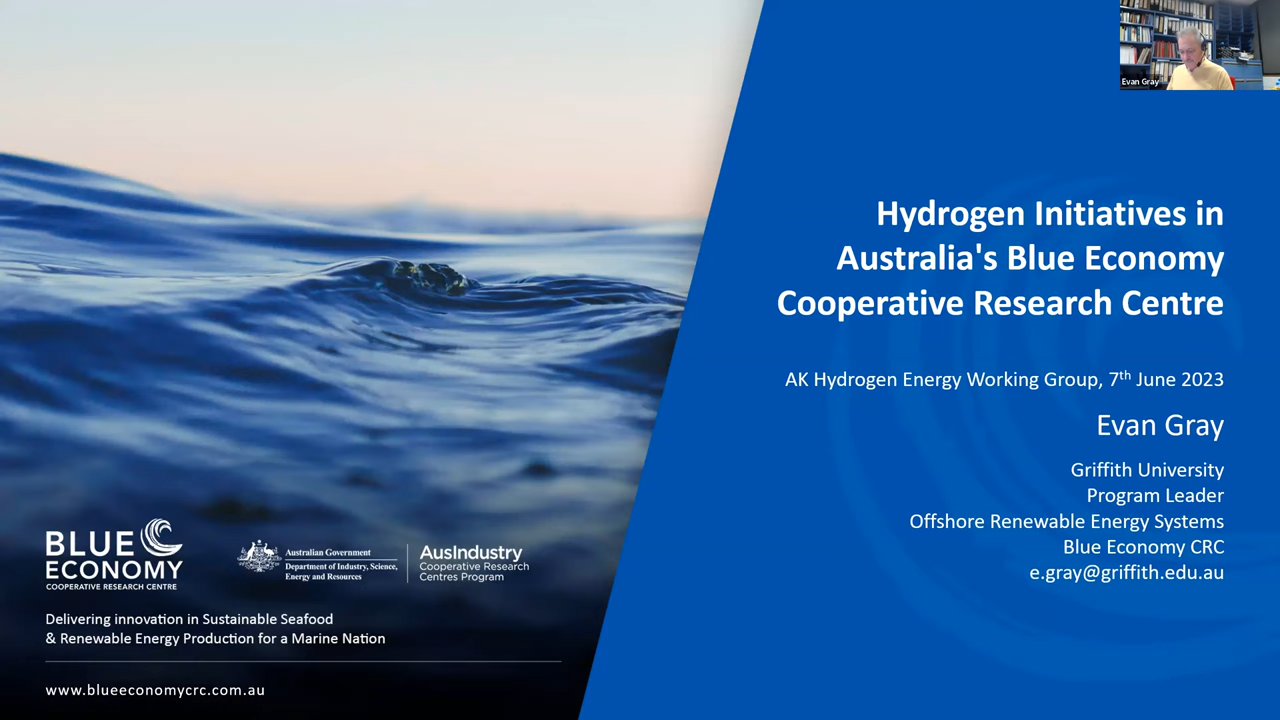 Evan Gray
Hydrogen Initiatives in
Australia's Blue Economy
Cooperative Research Centre
AK Hydrogen Energy Working Group, 7th June 2023
Evan Gray
Griffith University
Program Leader
Offshore Renewable Energy Systems
Blue Economy CRC
e.gray@griffith.edu.au
BLUE
ECONOMY
COOPERATIVE RESEARCH CENTRE
Australian Government
Department of Industry, Science,
Energy and Resources
AusIndustry
Cooperative Research
Centres Program
Delivering innovation in Sustainable Seafood
& Renewable Energy Production for a Marine Nation
www.blueeconomycrc.com.au